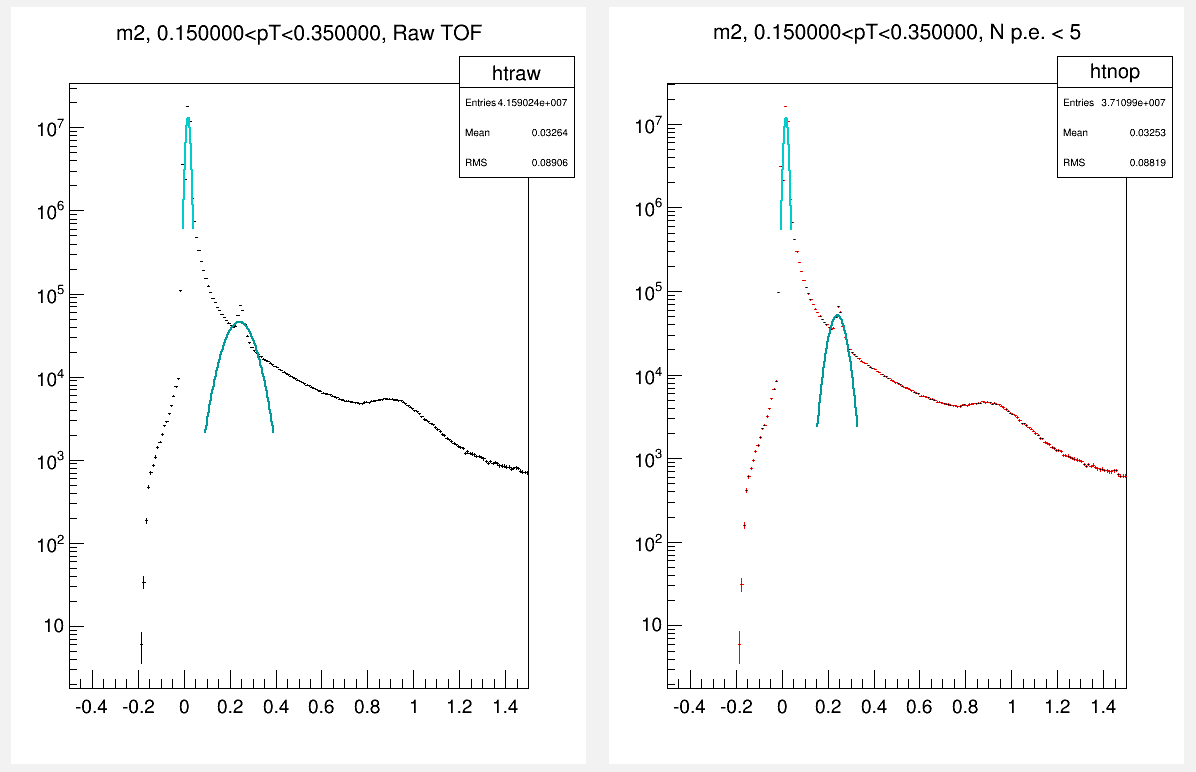 m2, 0.150000<pT<0.350000, Raw TOF
htraw
Entries 4.159024e+007
Mean 0.03264
RMS 0.08906
10^7
10^6
10^5
10^4
10^3
10^2
10
-0.4 -0.2 0 0.2 0.4 0.6 0.8 1 1.2 1.4
m2, 0.150000<pT<0.350000, N p.e. < 5
htnop
Entries 3.71099e+007
Mean 0.03253
RMS 0.08819
10^7
10^6
10^5
10^4
10^3
10^2
10
-0.4 -0.2 0 0.2 0.4 0.6 0.8 1 1.2 1.4